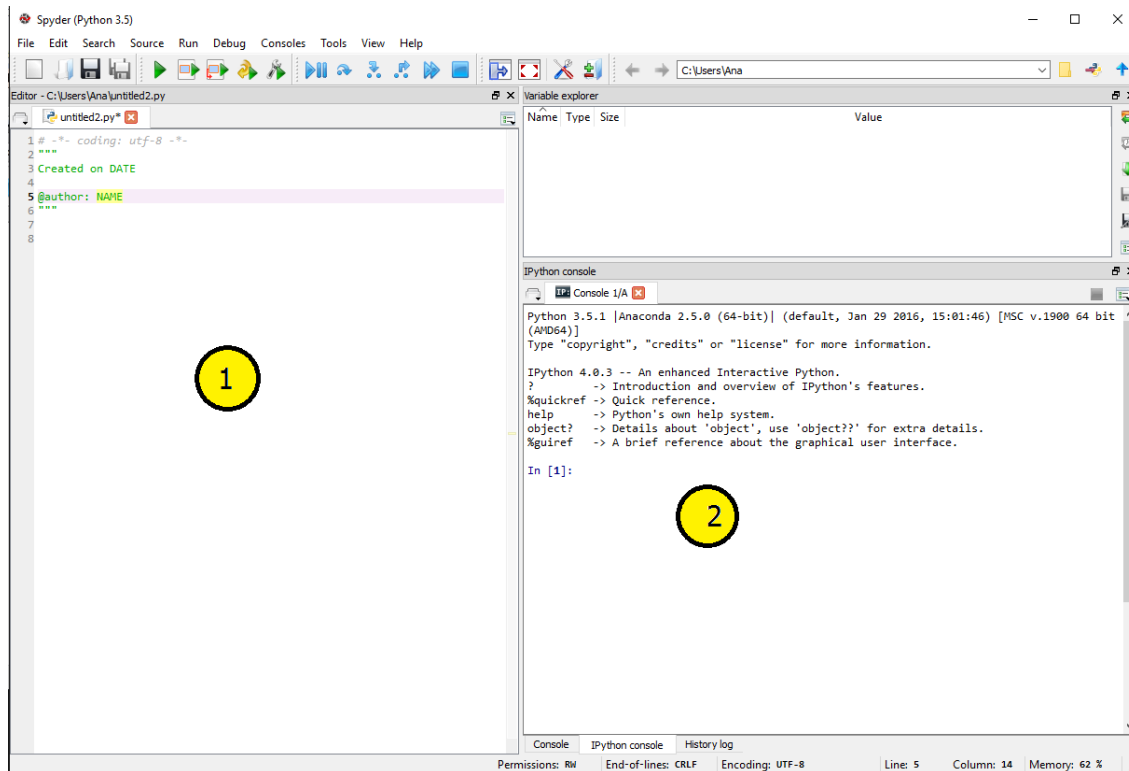 Spyder (Python 3.5)
File Edit Search Source Run Debug Consoles Tools View Help
C:\Users\Ana
Editor - C:\Users\Ana\untitled2.py
untitled2.py*
1 # -*- coding: utf-8 -*-
2 """
3 Created on DATE
4
5 @author: NAME
6 """
7
8
1
Variable explorer
Name Type Size Value
IPython console
IP: Console 1/A
Python 3.5.1 |Anaconda 2.5.0 (64-bit)| (default, Jan 29 2016, 15:01:46) [MSC v.1900 64 bit
(AMD64)]
Type "copyright", "credits" or "license" for more information.
IPython 4.0.3 -- An enhanced Interactive Python.
? -> Introduction and overview of IPython's features.
%quickref -> Quick reference.
help -> Python's own help system.
object? -> Details about 'object', use 'object??' for extra details.
%guiref -> A brief reference about the graphical user interface.
In [1]:
2
Console IPython console History log
Permissions: RW End-of-lines: CRLF Encoding: UTF-8 Line: 5 Column: 14 Memory: 62 %